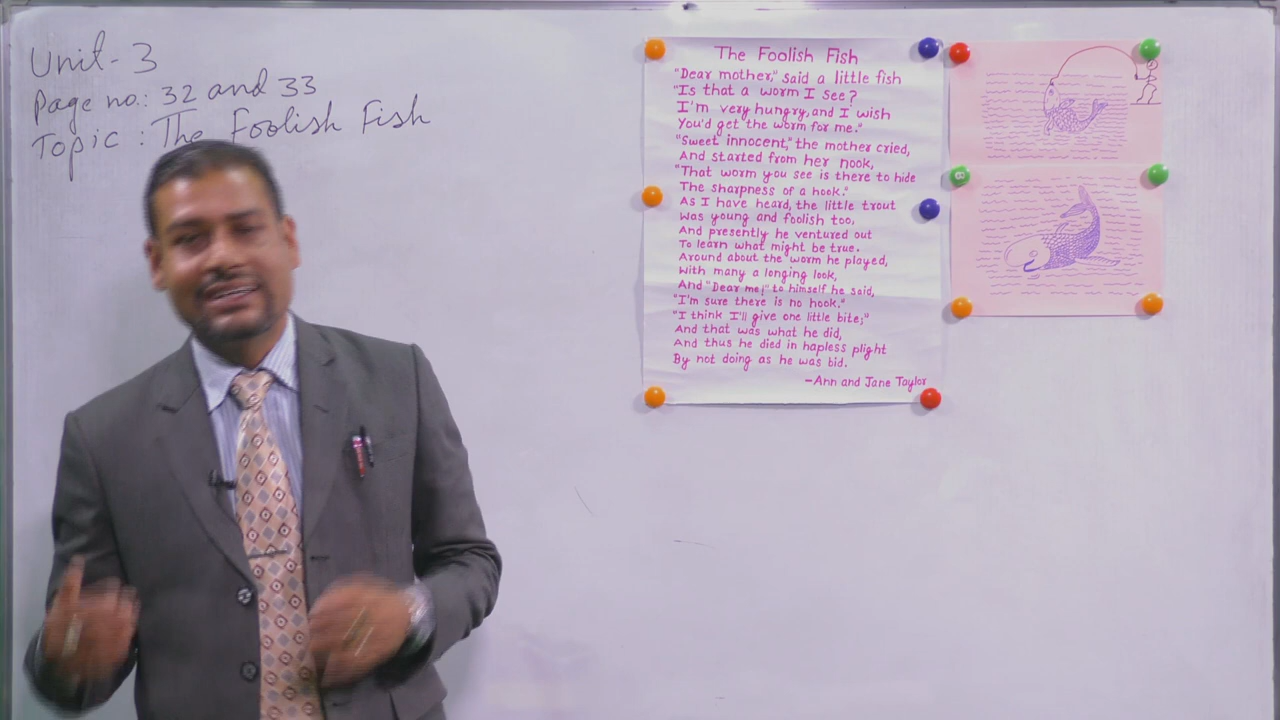 Unit-3
Page no.: 32 and 33
Topic : The Foolish Fish
The Foolish Fish
"Dear mother," said a little fish
"Is that a worm I see?
I'm very hungry, and I wish
You'd get the worm for me."
"Sweet innocent," the mother cried,
And started from her nook,
"That worm you see is there to hide
The sharpness of a hook."
As I have heard, the little trout
Was young and foolish too,
And presently he ventured out
To learn what might be true.
Around about the worm he played,
With many a longing look,
And "Dear me!" to himself he said,
"I'm sure there is no hook."
"I think I'll give one little bite;"
And that was what he did,
And thus he died in hapless plight
By not doing as he was bid.
-Ann and Jane Taylor